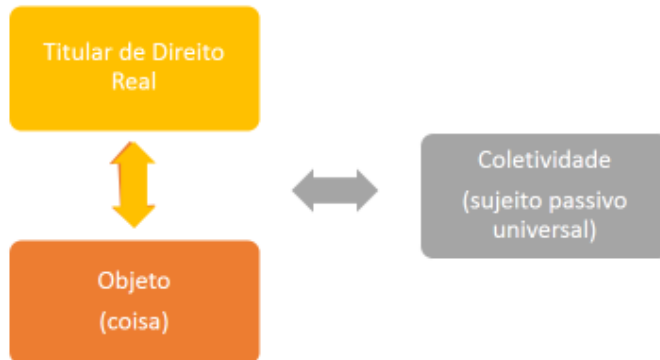 Titular de Direito
Real
Coletividade
(sujeito passivo
universal)
Objeto
(coisa)